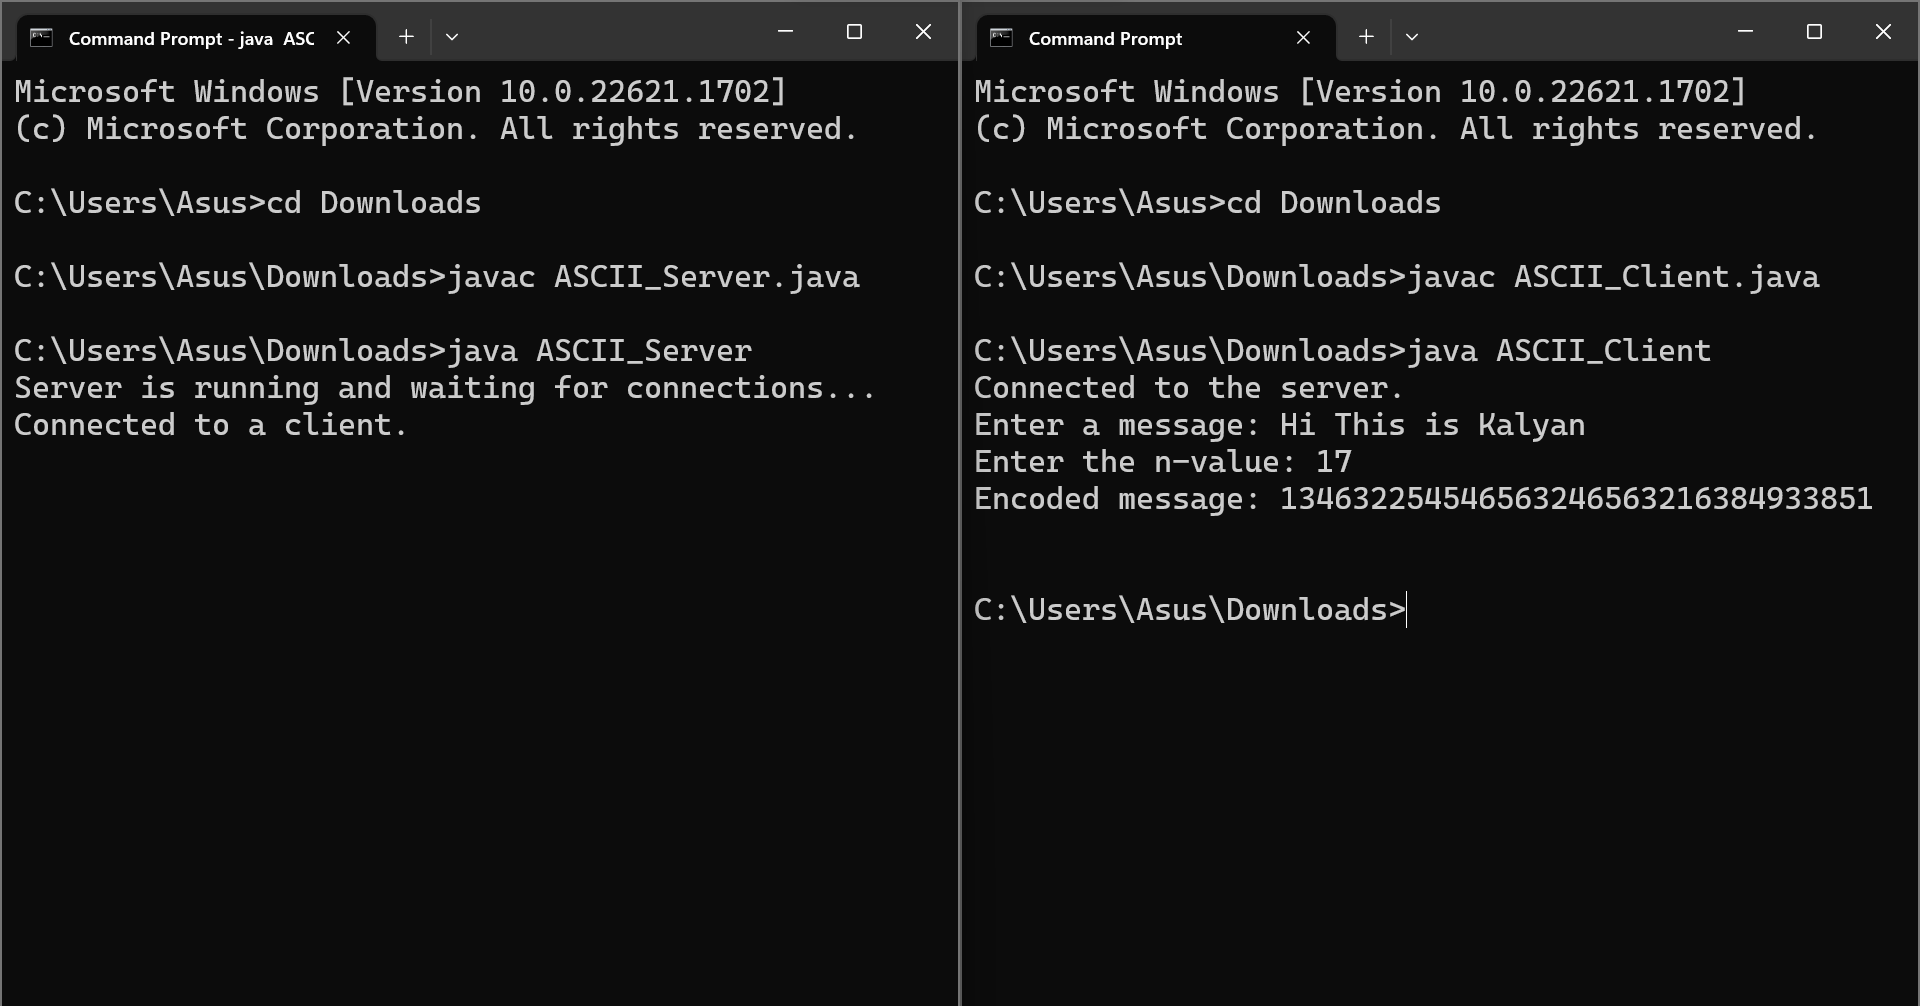 Command Prompt - java ASC
Microsoft Windows [Version 10.0.22621.1702]
(c) Microsoft Corporation. All rights reserved.
C:\Users\Asus>cd Downloads
C:\Users\Asus\Downloads>javac ASCII_Server.java
C:\Users\Asus\Downloads>java ASCII_Server
Server is running and waiting for connections...
Connected to a client.
Command Prompt
Microsoft Windows [Version 10.0.22621.1702]
(c) Microsoft Corporation. All rights reserved.
C:\Users\Asus>cd Downloads
C:\Users\Asus\Downloads>javac ASCII_Client.java
C:\Users\Asus\Downloads>java ASCII_Client
Connected to the server.
Enter a message: Hi This is Kalyan
Enter the n-value: 17
Encoded message: 134632254546563246563216384933851
C:\Users\Asus\Downloads>